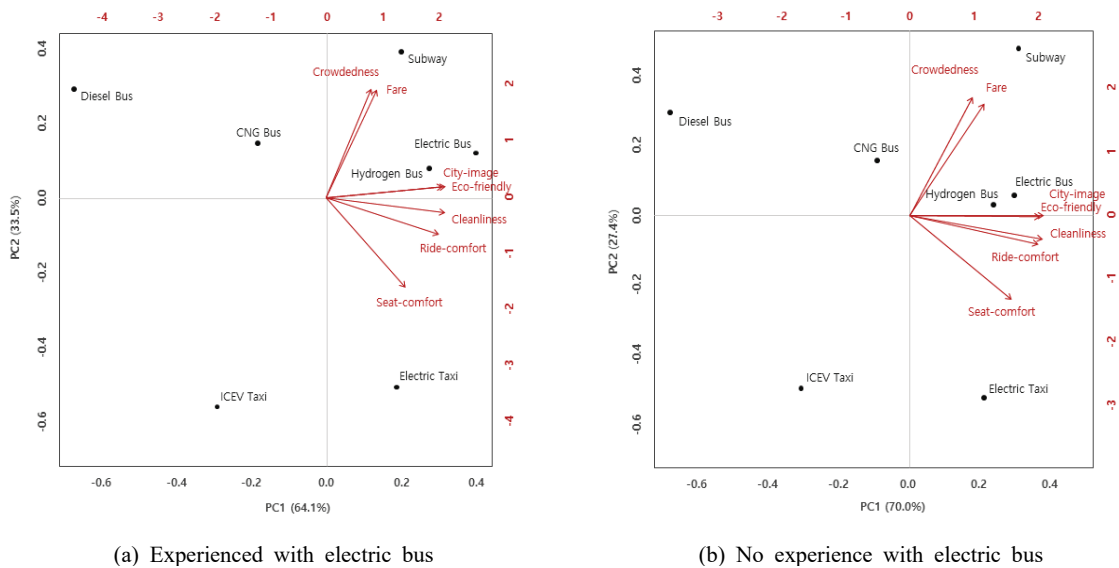 -4 -2 0 1 2
Subway
Crowdedness
Fare
Diesel Bus
CNG Bus
Electric Bus
Hydrogen Bus
City-image
Eco-friendly
Cleanliness
Ride-comfort
Seat-comfort
Electric Taxi
ICEV Taxi
0.4
0.2
0.0
-0.2
-0.4
-0.6
PC2 (33.5%)
2
1
0
-1
-2
-3
-4
-0.6 -0.4 -0.2 0.0 0.2 0.4
PC1 (64.1%)
(a) Experienced with electric bus
-3 -2 -1 0 1 2
Subway
Crowdedness
Fare
Diesel Bus
CNG Bus
Electric Bus
Hydrogen Bus
City-image
Eco-friendly
Cleanliness
Ride-comfort
Seat-comfort
ICEV Taxi
Electric Taxi
0.4
0.2
0.0
-0.2
-0.4
-0.6
PC2 (27.4%)
2
1
0
-1
-2
-3
-0.6 -0.4 -0.2 0.0 0.2 0.4
PC1 (70.0%)
(b) No experience with electric bus